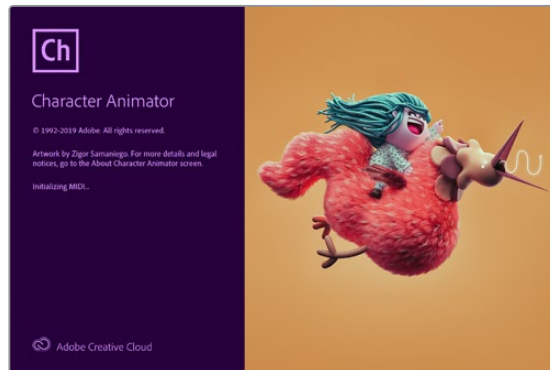 Ch
Character Animator
© 1992-2019 Adobe. All rights reserved.
Artwork by Zigor Samaniego. For more details and legal
notices, go to the About Character Animator screen.
Initializing MIDI...
Adobe Creative Cloud